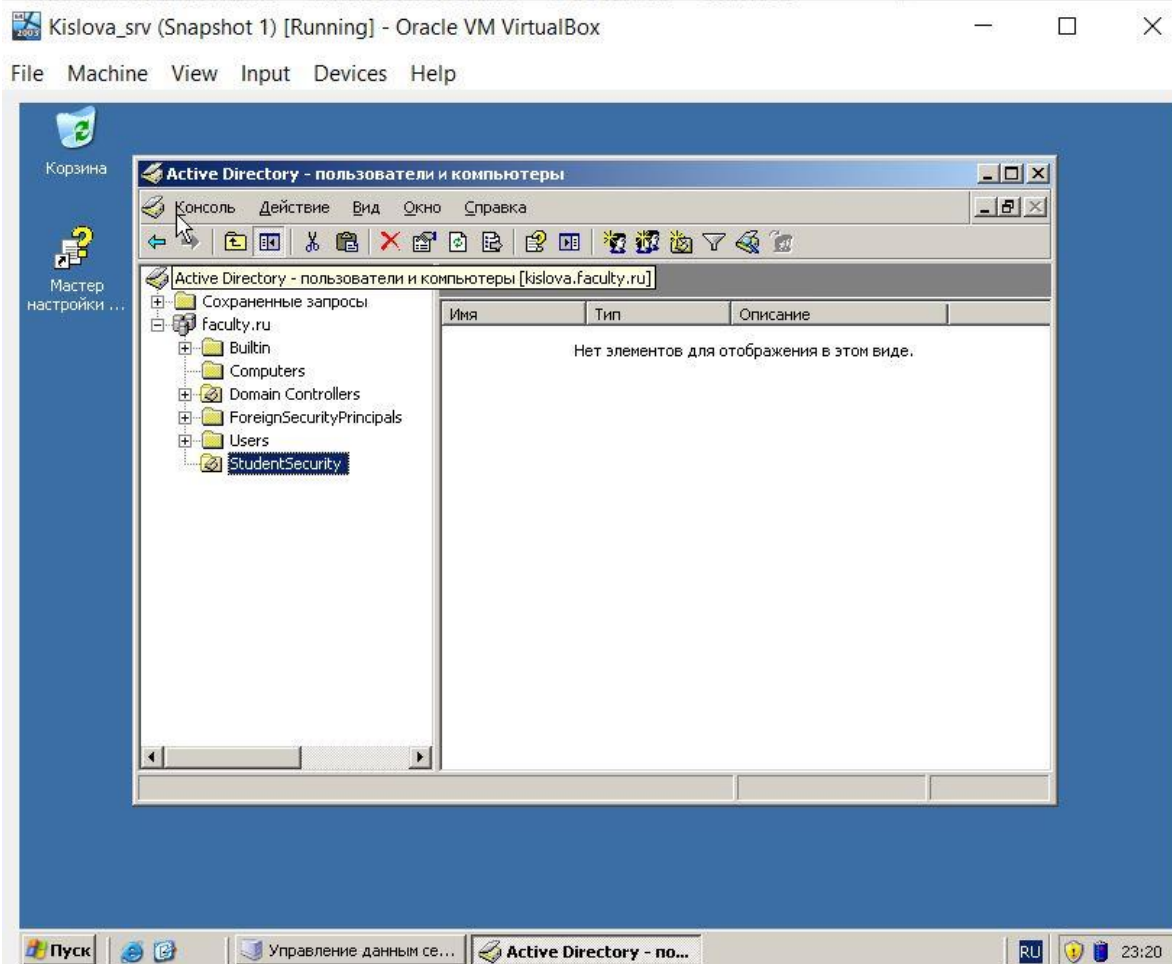 Kislova_srv (Snapshot 1) [Running] - Oracle VM VirtualBox
File Machine View Input Devices Help
Корзина
Active Directory - пользователи и компьютеры
Консоль Действие Вид Окно Справка
Мастер настройки ...
Active Directory - пользователи и компьютеры [kislova.faculty.ru]
Сохраненные запросы
Имя Тип Описание
faculty.ru
Нет элементов для отображения в этом виде.
Builtin
Computers
Domain Controllers
ForeignSecurityPrincipals
Users
StudentSecurity
Пуск Управление данным се... Active Directory - по... RU 23:20